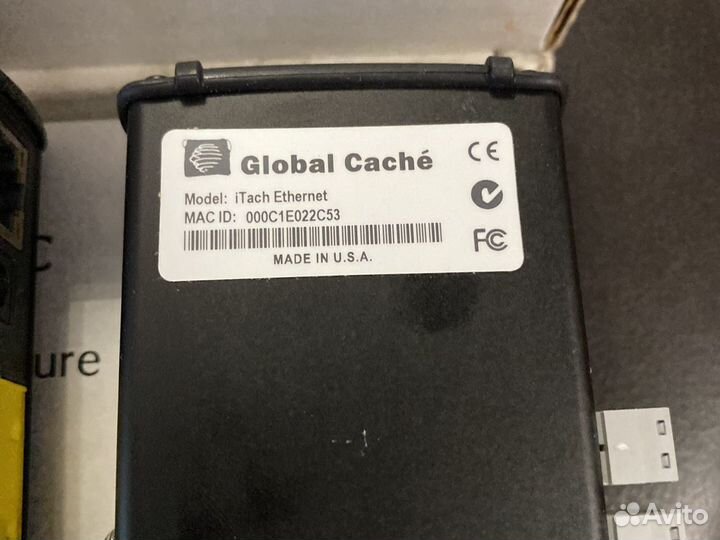 Global Caché
CE
Model: iTach Ethernet
MAC ID: 000C1E022C53
FC
MADE IN U.S.A.
C
ure
Avito